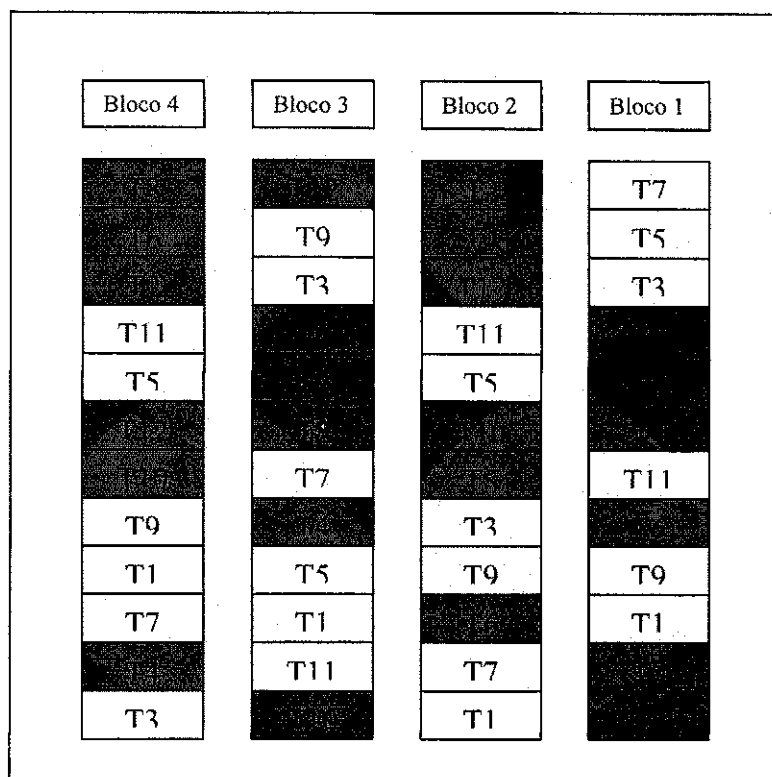 Bloco 4 Bloco 3 Bloco 2 Bloco 1
T7
T9 T5
T3 T3
T11 T11
T5 T5
T7 T11
T9 T3
T1 T5 T9 T9
T7 T1 T1
T11 T7
T3 T1